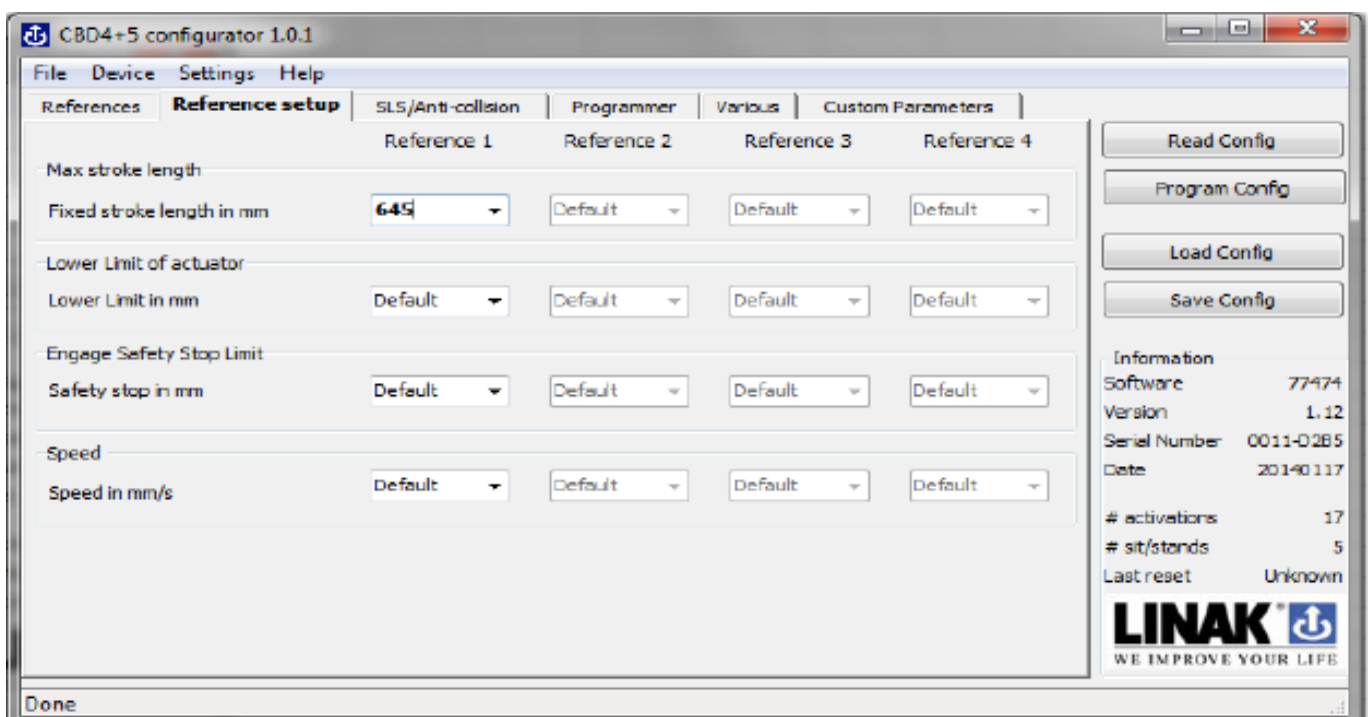 CBD4+5 configurator 1.0.1
File Device Settings Help
References Reference setup SLS/Anti-collision Programmer Various Custom Parameters
Reference 1 Reference 2 Reference 3 Reference 4
Max stroke length
Fixed stroke length in mm 645 Default Default Default
Lower Limit of actuator
Lower Limit in mm Default Default Default Default
Engage Safety Stop Limit
Safety stop in mm Default Default Default Default
Speed
Speed in mm/s Default Default Default Default
Read Config
Program Config
Load Config
Save Config
Information
Software 77474
Version 1.12
Serial Number 0011-02B5
Date 20140117
# activations 17
# sit/stands 5
Last reset Unknown
LINAK®
WE IMPROVE YOUR LIFE
Done